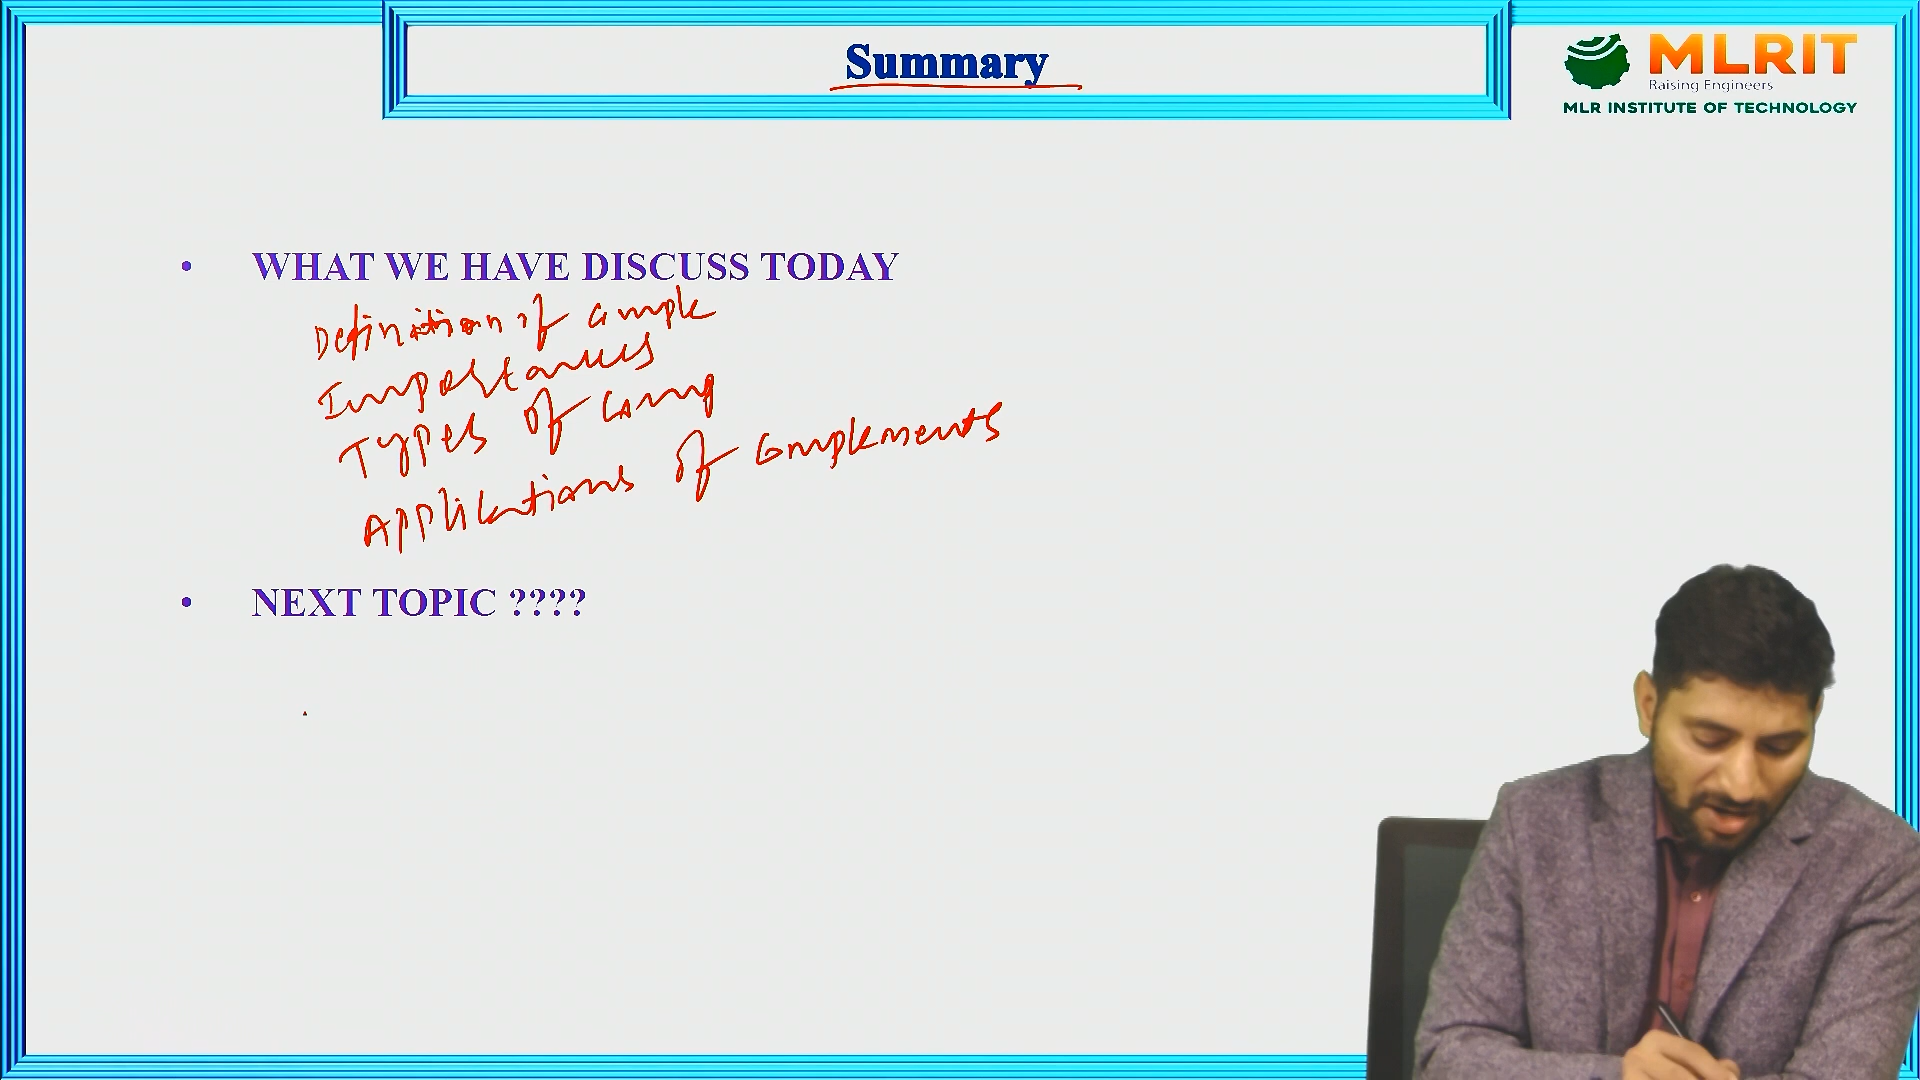 Summary
MLRIT
Raising Engineers
MLR INSTITUTE OF TECHNOLOGY
• WHAT WE HAVE DISCUSS TODAY
Definition of Comple
Importances
Types of Comp
Applications of Complements
• NEXT TOPIC ????